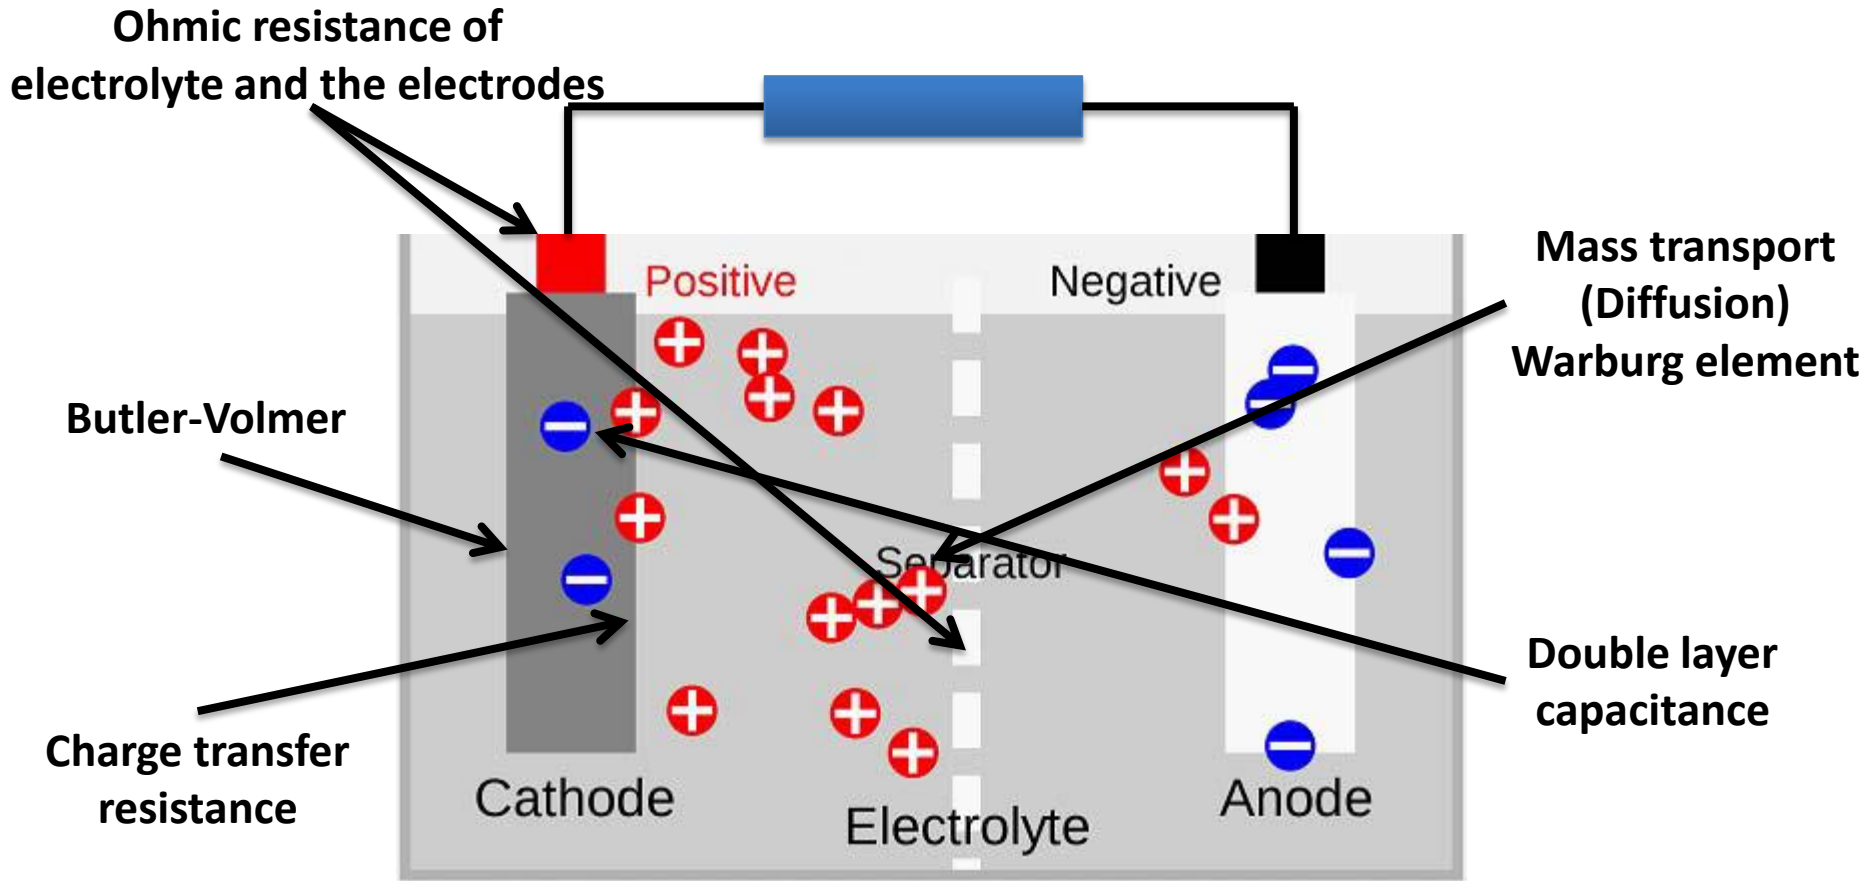 Ohmic resistance of
electrolyte and the electrodes
Positive
Negative
Mass transport
(Diffusion)
Warburg element
Butler-Volmer
Separator
Double layer
capacitance
Charge transfer
resistance
Cathode
Electrolyte
Anode